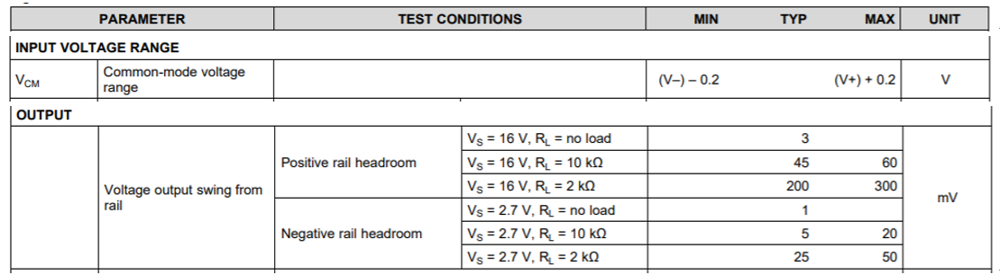 PARAMETER TEST CONDITIONS MIN TYP MAX UNIT
INPUT VOLTAGE RANGE
VCM Common-mode voltage range (V–) – 0.2 (V+) + 0.2 V
OUTPUT
Voltage output swing from rail
Positive rail headroom
VS = 16 V, RL = no load 3
VS = 16 V, RL = 10 kΩ 45 60
VS = 16 V, RL = 2 kΩ 200 300
Negative rail headroom
VS = 2.7 V, RL = no load 1
VS = 2.7 V, RL = 10 kΩ 5 20
VS = 2.7 V, RL = 2 kΩ 25 50
mV